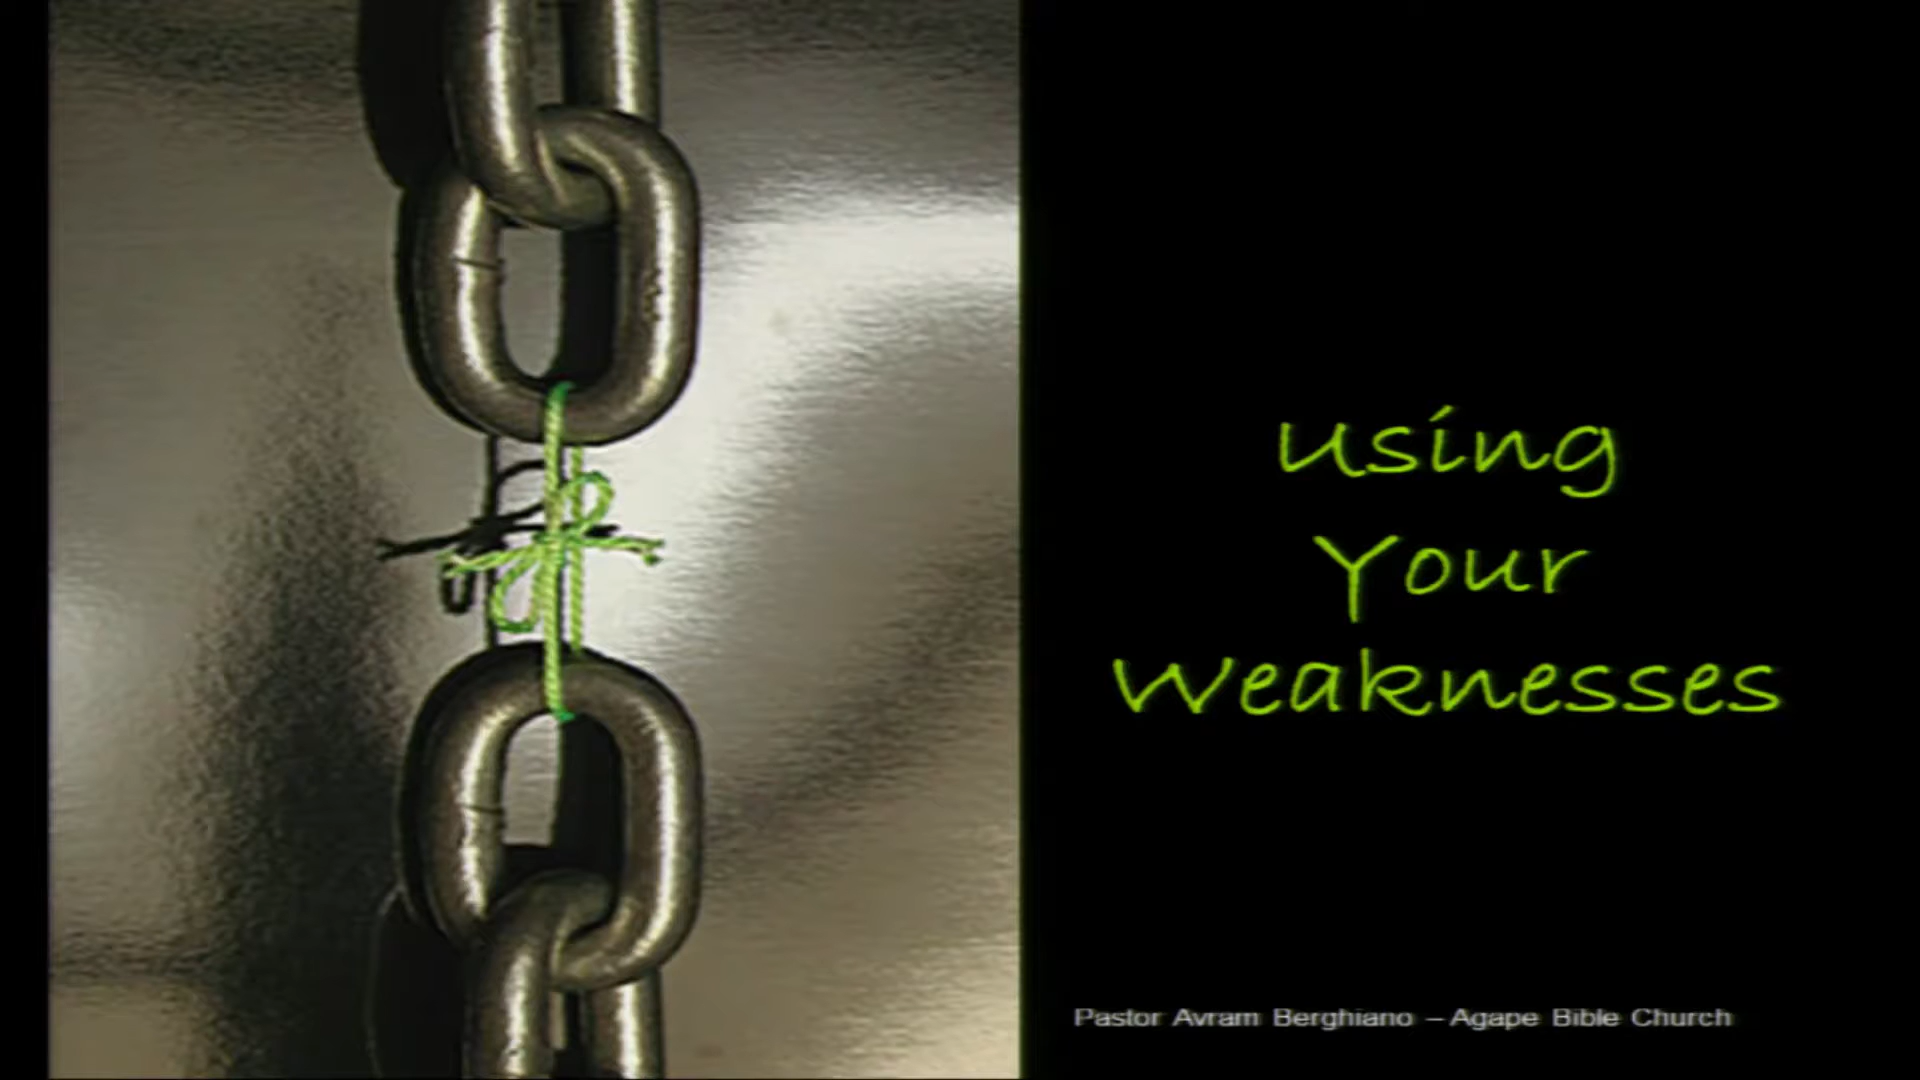 Using
Your
Weaknesses
Pastor Avram Berghiano – Agape Bible Church